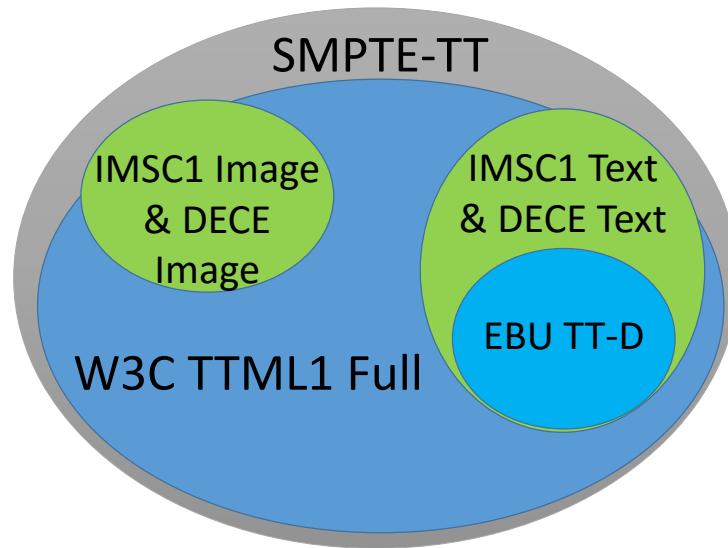 SMPTE-TT
IMSC1 Image
& DECE
Image
IMSC1 Text
& DECE Text
EBU TT-D
W3C TTML1 Full